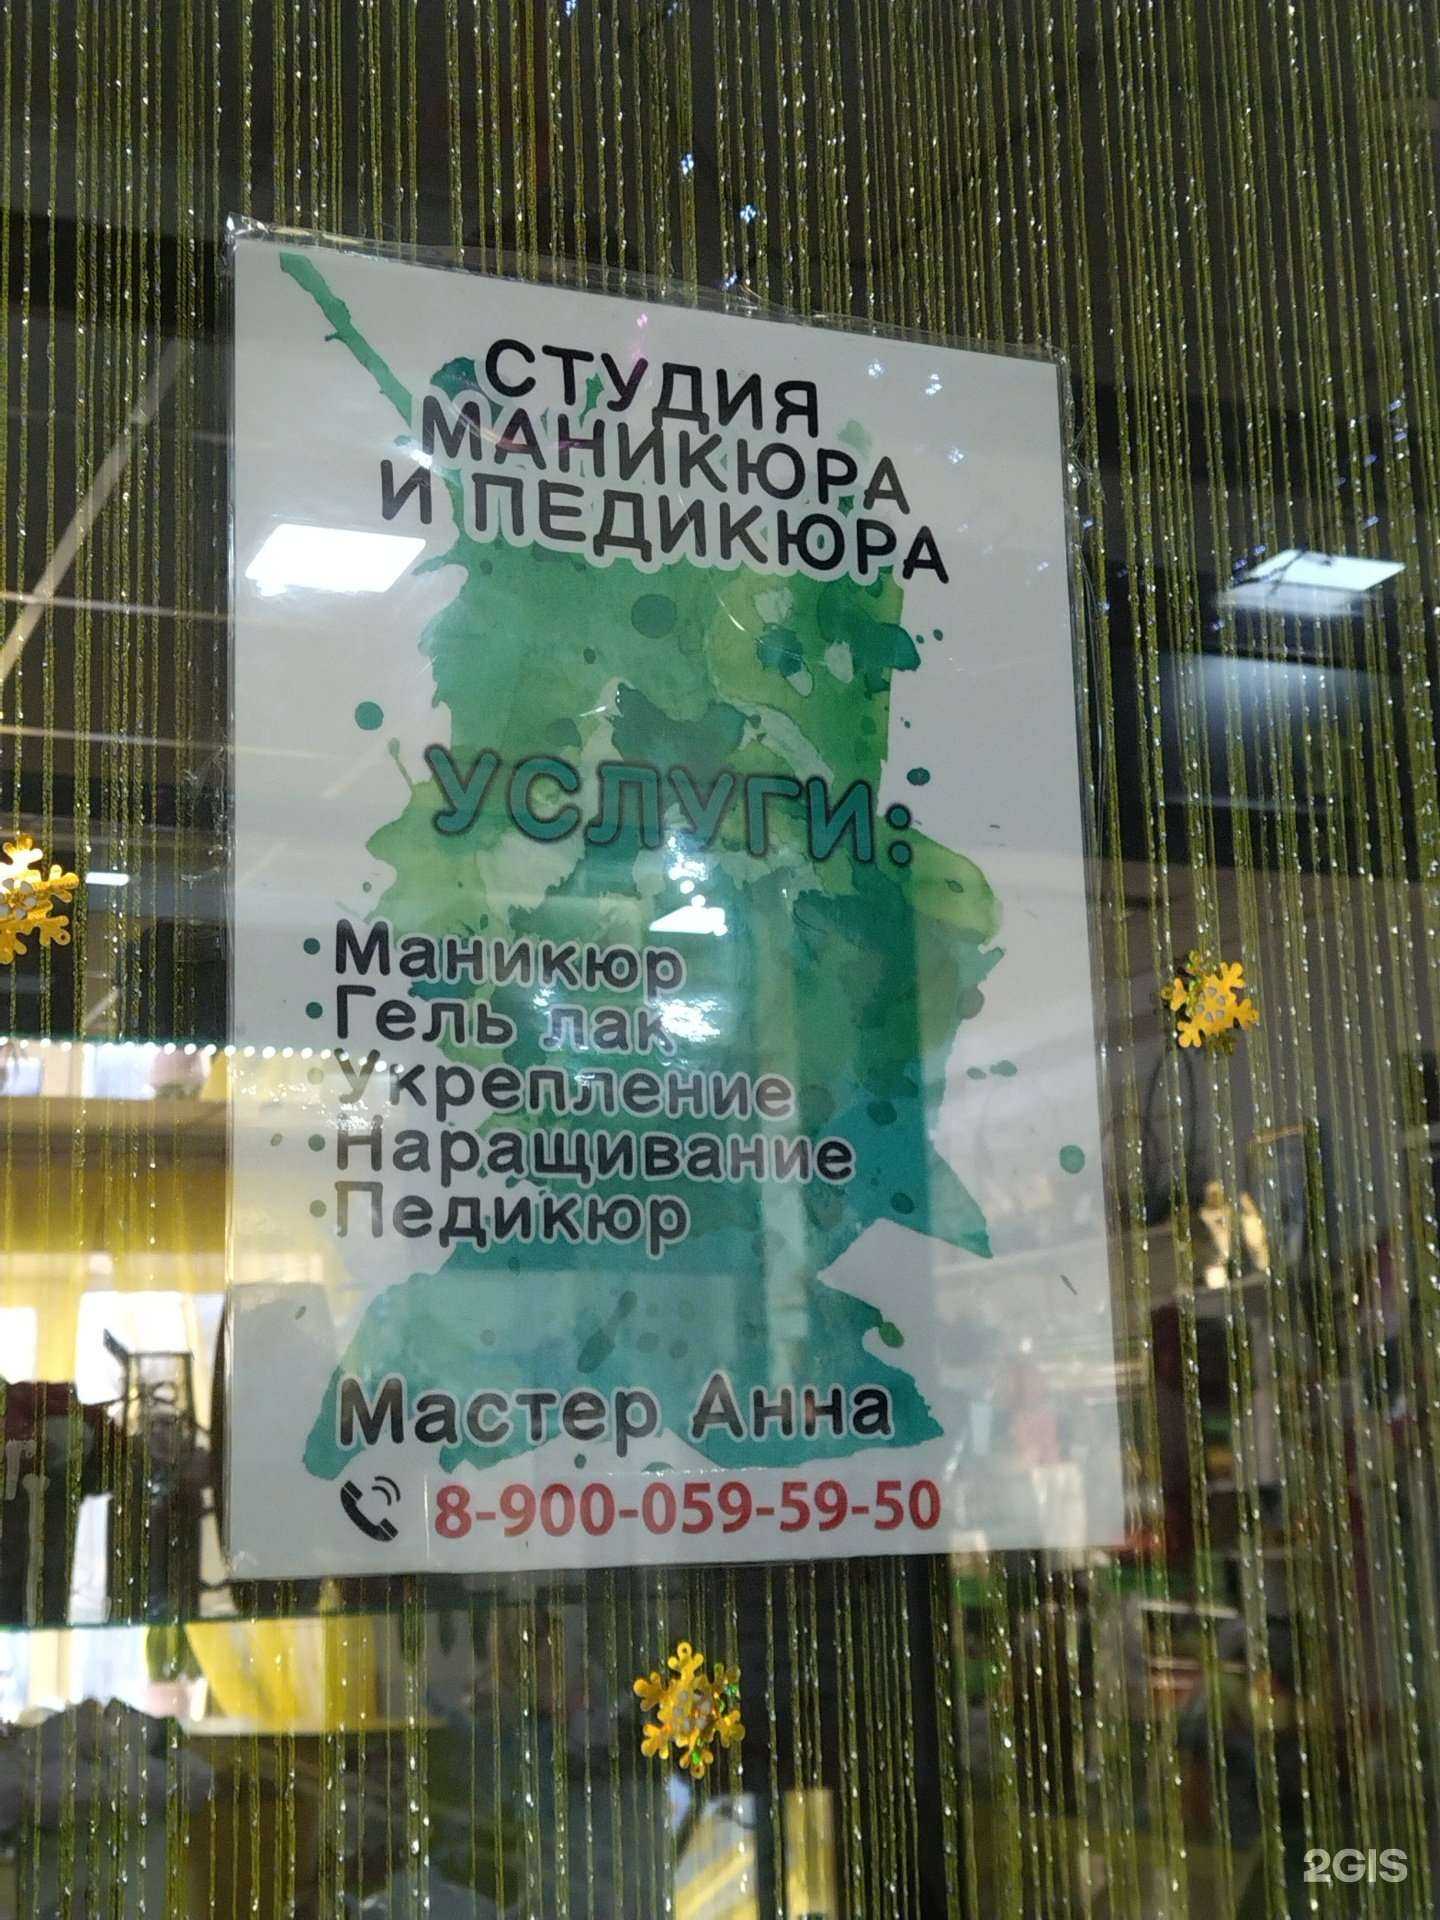 СТУДИЯ
МАНИКЮРА
И ПЕДИКЮРА
УСЛУГИ:
• Маникюр
• Гель лак
• Укрепление
• Наращивание
• Педикюр
Мастер Анна
8-900-059-59-50
2GIS